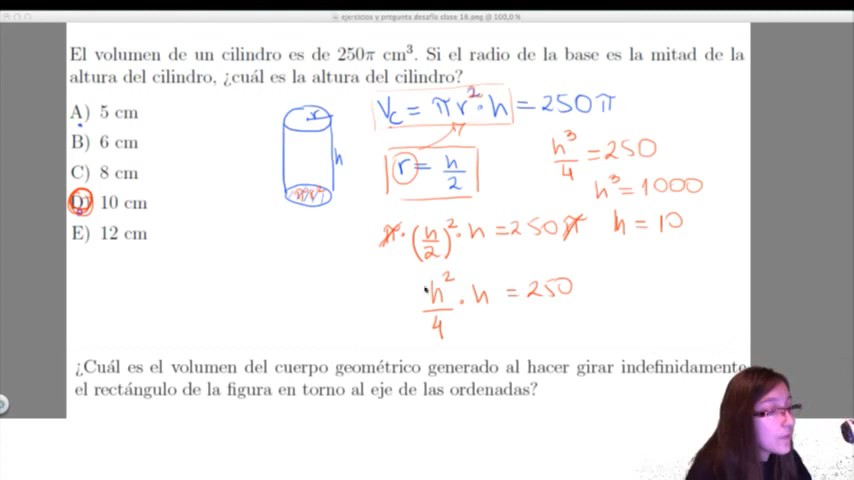 ejercicios y pregunta desafío clase 16.png @ 100,0%
El volumen de un cilindro es de 250π cm³. Si el radio de la base es la mitad de la
altura del cilindro, ¿cuál es la altura del cilindro?
A) 5 cm
B) 6 cm
C) 8 cm
D) 10 cm
E) 12 cm
r
h
πr²
V_C = πr²·h = 250π
r = h/2
π·(h/2)²·h = 250π
h²/4 · h = 250
h³/4 = 250
h³ = 1000
h = 10
¿Cuál es el volumen del cuerpo geométrico generado al hacer girar indefinidamente
el rectángulo de la figura en torno al eje de las ordenadas?